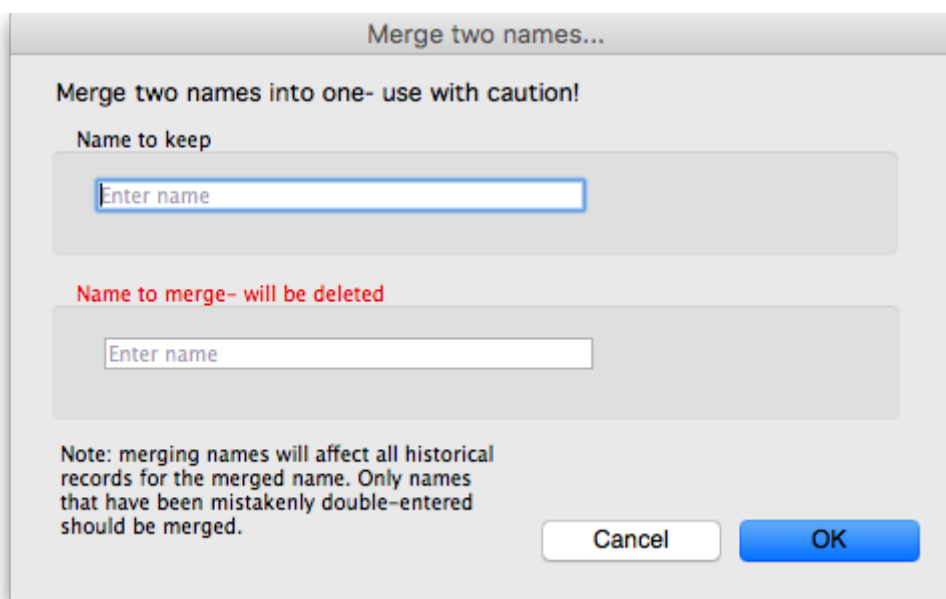 Merge two names...
Merge two names into one- use with caution!
Name to keep
Enter name
Name to merge– will be deleted
Enter name
Note: merging names will affect all historical
records for the merged name. Only names
that have been mistakenly double–entered
should be merged.
Cancel
OK